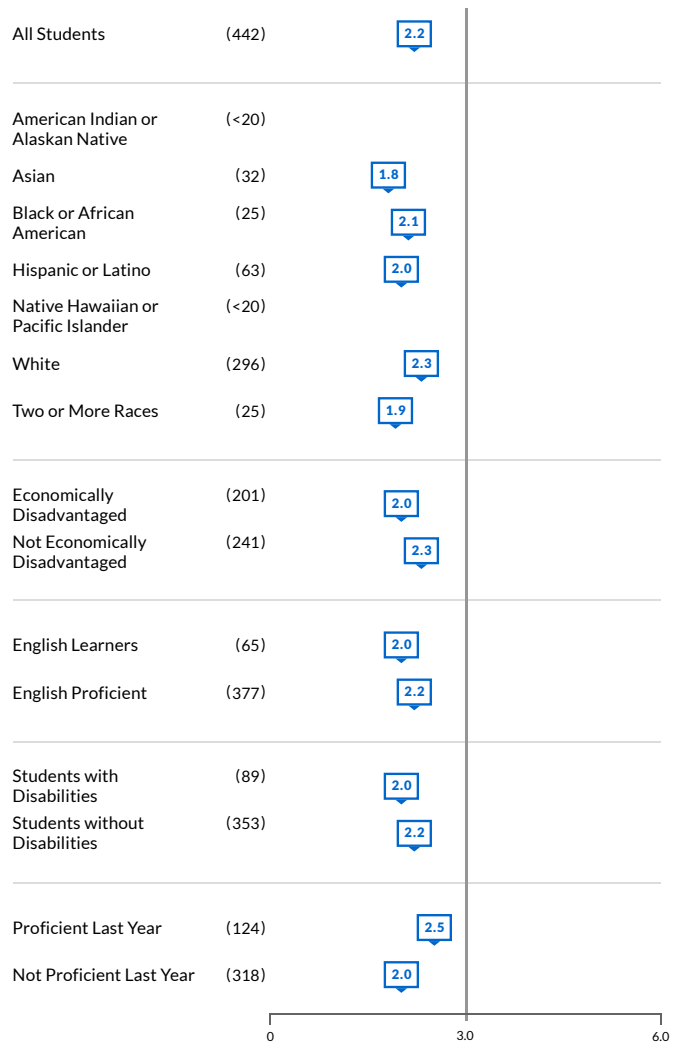 All Students (442) 2.2
American Indian or (<20)
Alaskan Native
Asian (32) 1.8
Black or African (25) 2.1
American
Hispanic or Latino (63) 2.0
Native Hawaiian or (<20)
Pacific Islander
White (296) 2.3
Two or More Races (25) 1.9
Economically (201) 2.0
Disadvantaged
Not Economically (241) 2.3
Disadvantaged
English Learners (65) 2.0
English Proficient (377) 2.2
Students with (89) 2.0
Disabilities
Students without (353) 2.2
Disabilities
Proficient Last Year (124) 2.5
Not Proficient Last Year (318) 2.0
0 3.0 6.0